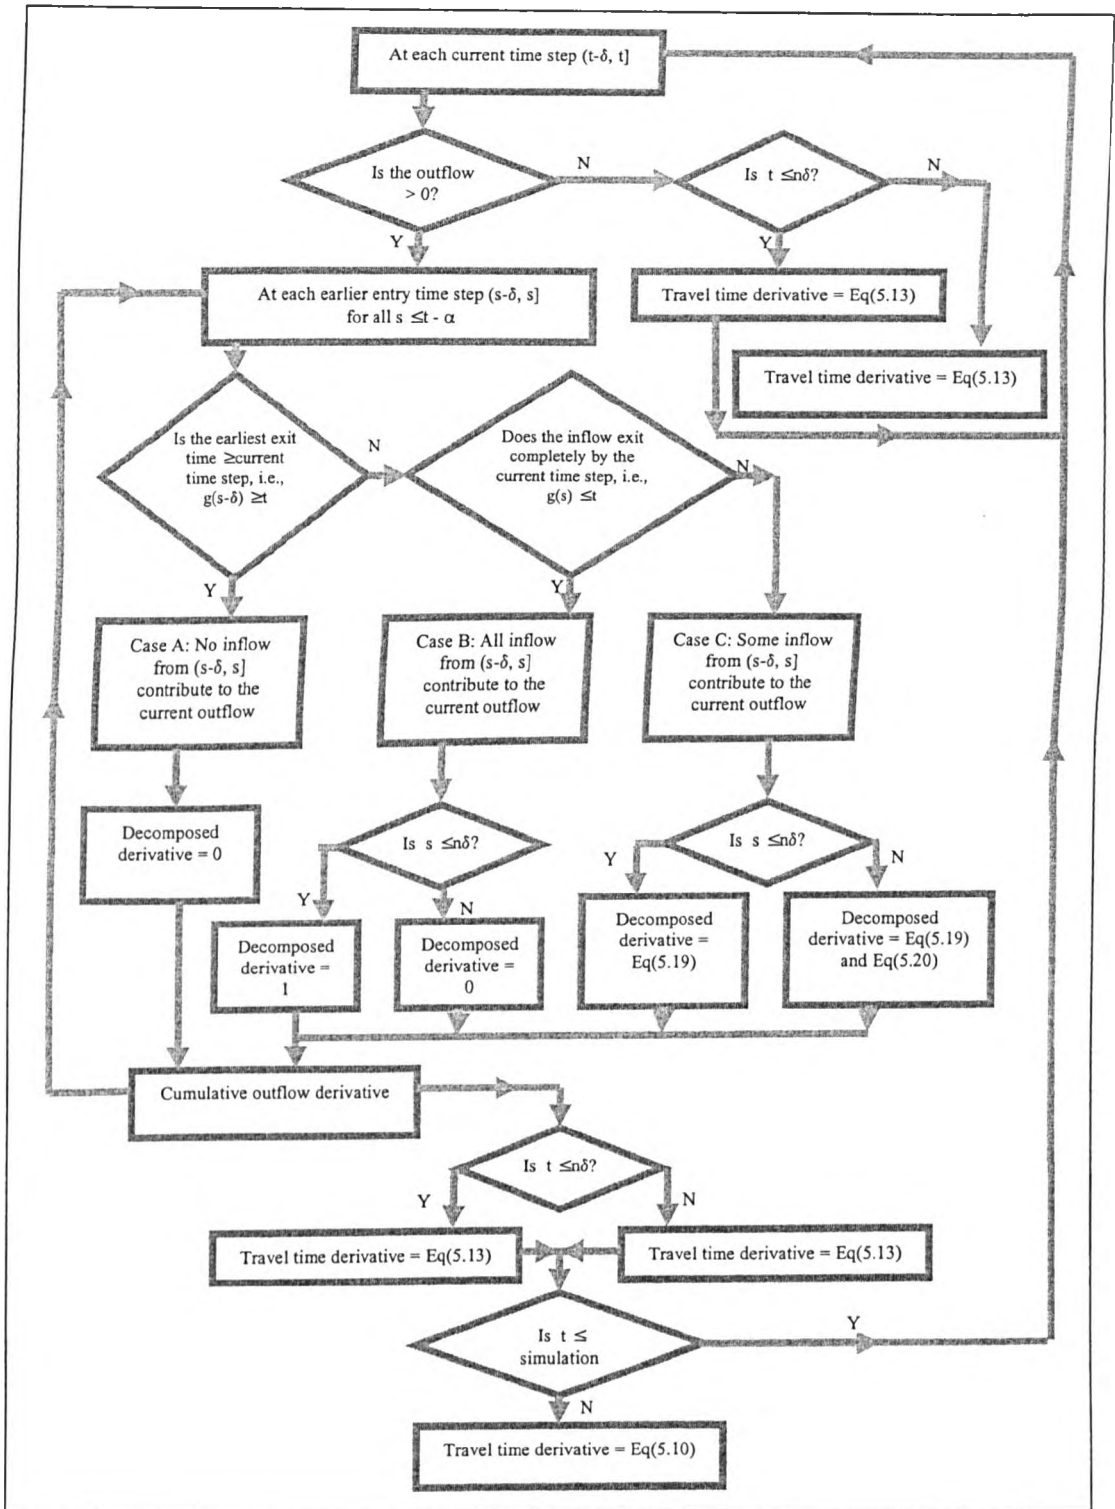 At each current time step (t-δ, t]
Is the outflow
> 0?
N
Is t ≤nδ?
N
Y
Y
At each earlier entry time step (s-δ, s]
for all s ≤t - α
Travel time derivative = Eq(5.13)
Travel time derivative = Eq(5.13)
Is the earliest exit
time ≥current
time step, i.e.,
g(s-δ) ≥t
N
Does the inflow exit
completely by the
current time step, i.e.,
g(s) ≤t
N
Y
Y
Case A: No inflow
from (s-δ, s]
contribute to the
current outflow
Case B: All inflow
from (s-δ, s]
contribute to the
current outflow
Case C: Some inflow
from (s-δ, s]
contribute to the
current outflow
Decomposed
derivative = 0
Is s ≤nδ?
Is s ≤nδ?
Y
N
Y
N
Decomposed
derivative =
1
Decomposed
derivative =
0
Decomposed
derivative =
Eq(5.19)
Decomposed
derivative = Eq(5.19)
and Eq(5.20)
Cumulative outflow derivative
Is t ≤nδ?
Y
N
Travel time derivative = Eq(5.13)
Travel time derivative = Eq(5.13)
Is t ≤
simulation
Y
N
Travel time derivative = Eq(5.10)